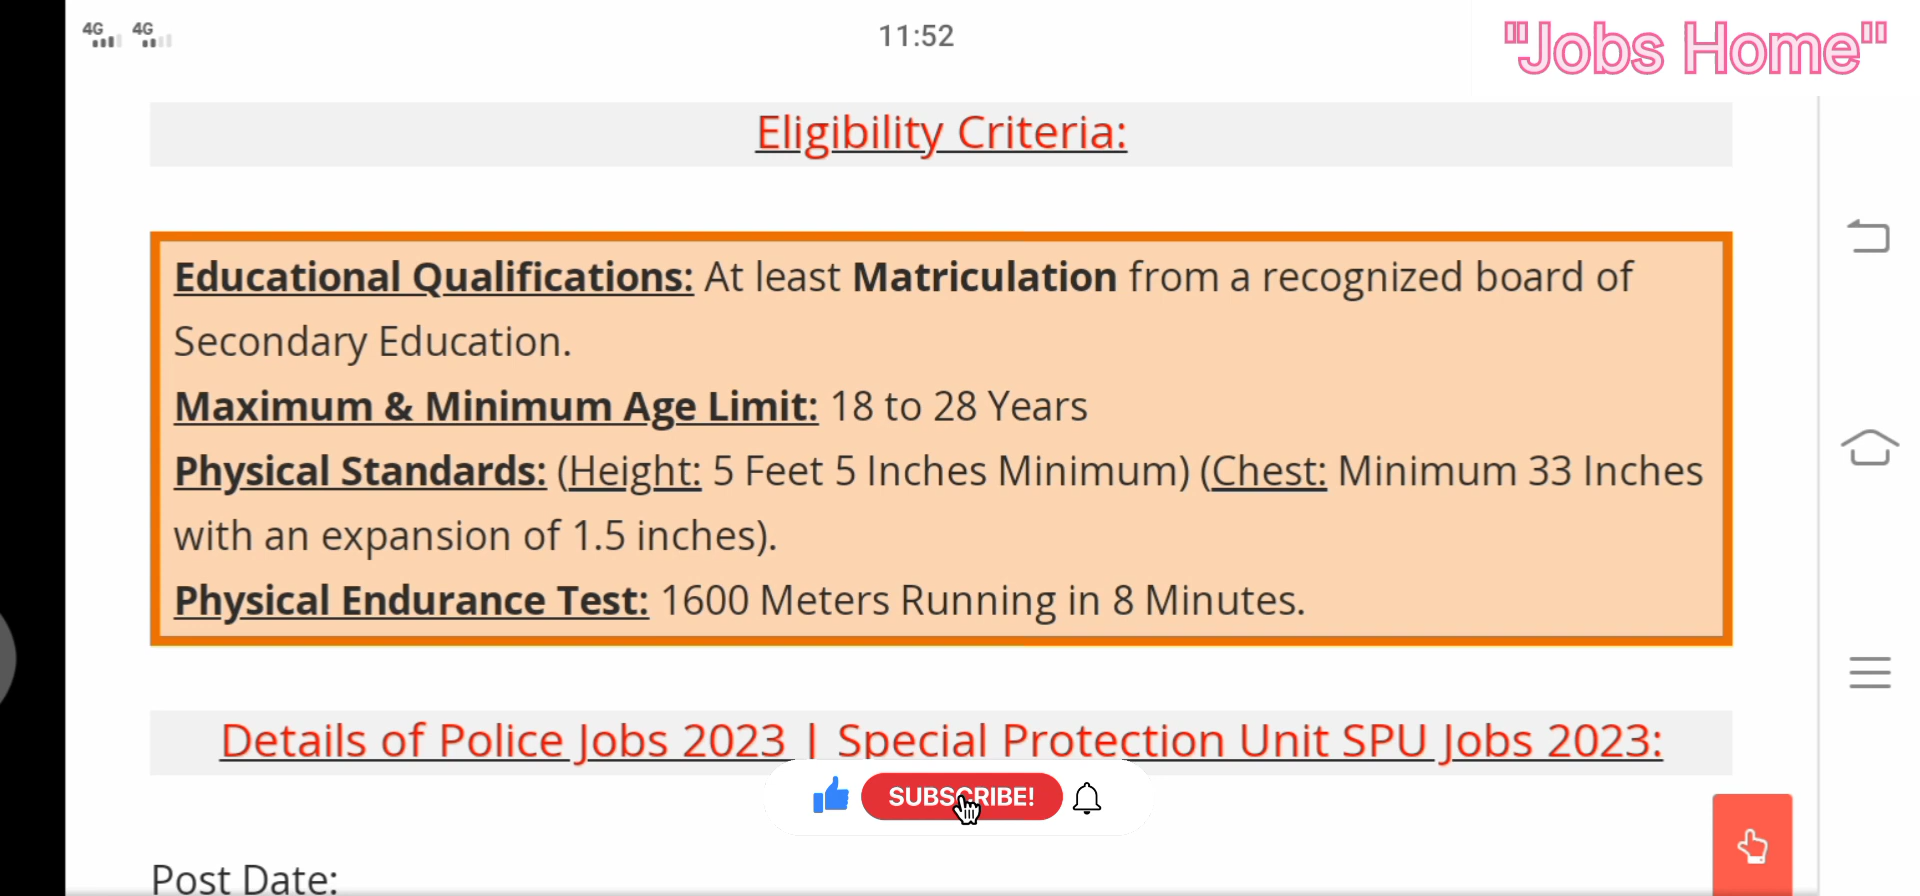 4G 4G 11:52 "Jobs Home"
Eligibility Criteria:
Educational Qualifications: At least Matriculation from a recognized board of
Secondary Education.
Maximum & Minimum Age Limit: 18 to 28 Years
Physical Standards: (Height: 5 Feet 5 Inches Minimum) (Chest: Minimum 33 Inches
with an expansion of 1.5 inches).
Physical Endurance Test: 1600 Meters Running in 8 Minutes.
Details of Police Jobs 2023 | Special Protection Unit SPU Jobs 2023:
SUBSCRIBE!
Post Date: